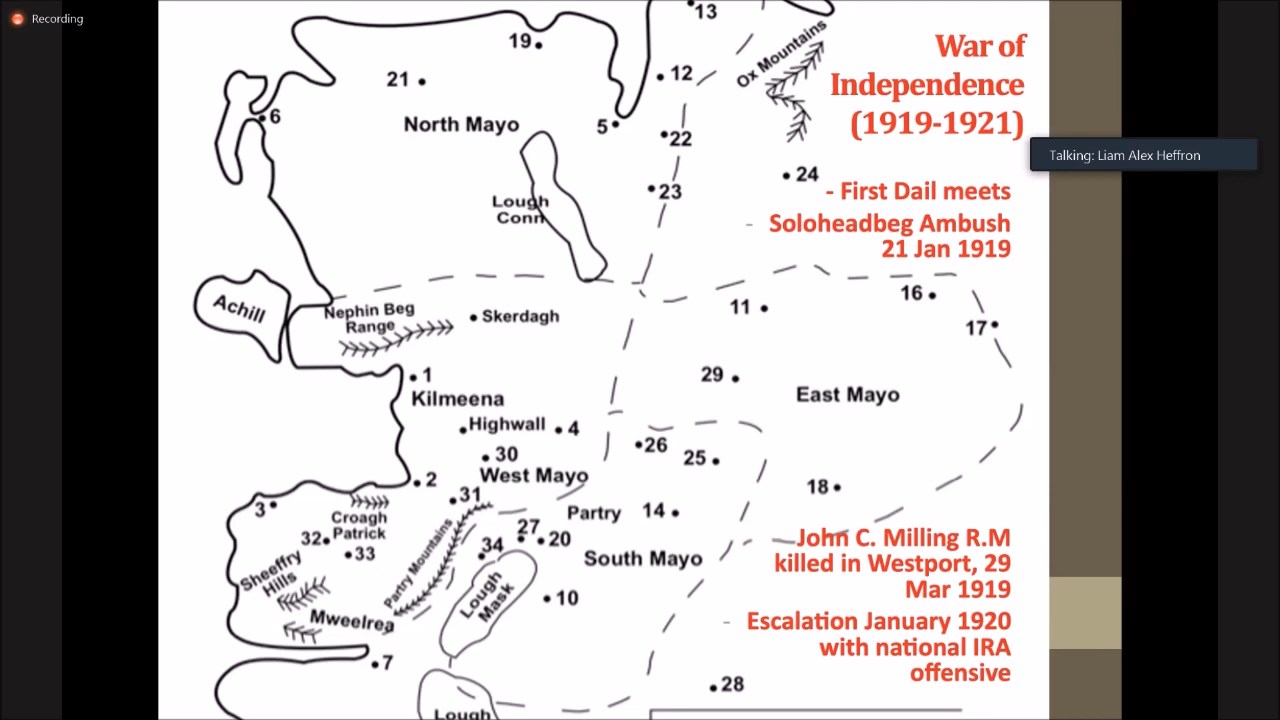 Recording
13
19
Ox Mountains
War of
Independence
(1919-1921)
12
21
6
North Mayo
5
22
Talking: Liam Alex Heffron
24
23
- First Dail meets
Lough
Conn
- Soloheadbeg Ambush
21 Jan 1919
Achill
Nephin Beg
Range
Skerdagh
11
16
17
1
29
Kilmeena
East Mayo
Highwall
4
26
30
25
West Mayo
2
31
18
3
Croagh
Patrick
Partry
14
27
20
32
33
34
South Mayo
Partry Mountains
Sheeffry
Hills
Lough
Mask
10
Mweelrea
7
28
Lough
John C. Milling R.M
killed in Westport, 29
Mar 1919
- Escalation January 1920
with national IRA
offensive